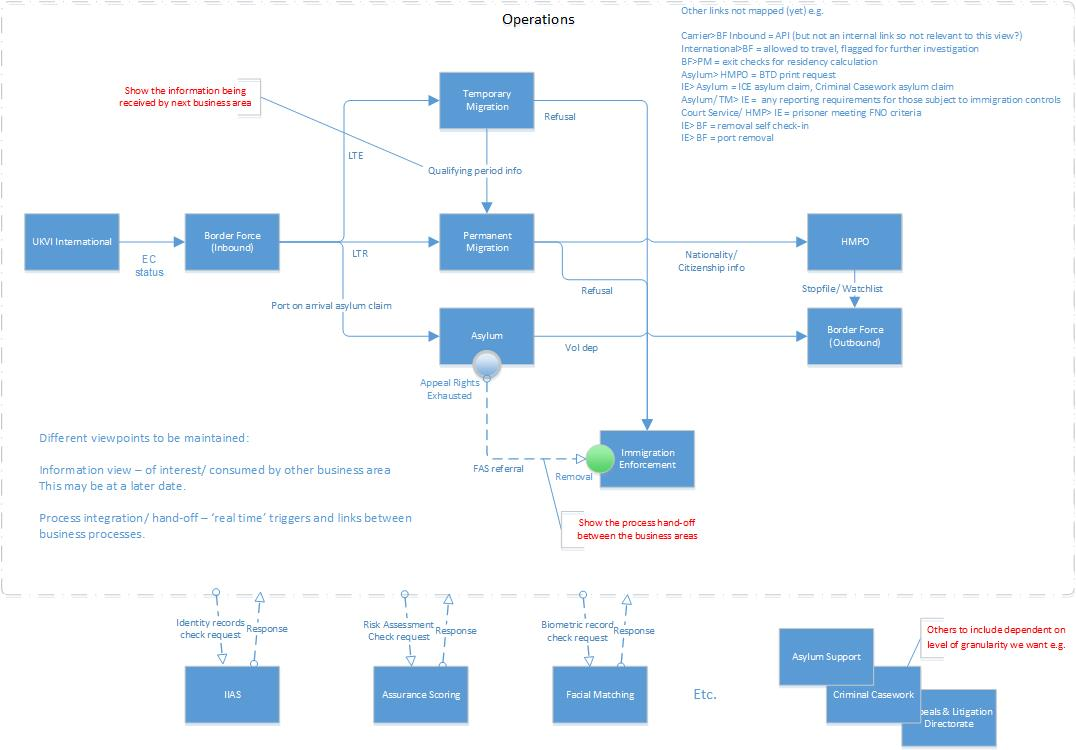 Operations
Other links not mapped (yet) e.g.
Carrier>BF Inbound = API (but not an internal link so not relevant to this view?)
International>BF = allowed to travel, flagged for further investigation
BF>PM = exit checks for residency calculation
Asylum> HMPO = BTD print request
IE> Asylum = ICE asylum claim, Criminal Casework asylum claim
Asylum/ TM> IE = any reporting requirements for those subject to immigration controls
Court Service/ HMP> IE = prisoner meeting FNO criteria
IE> BF = removal self check-in
IE> BF = port removal
Show the information being
received by next business area
Temporary
Migration
Refusal
LTE
Qualifying period info
UKVI International
EC
status
Border Force
(Inbound)
LTR
Permanent
Migration
Nationality/
Citizenship info
HMPO
Refusal
Stopfile/ Watchlist
Port on arrival asylum claim
Asylum
Vol dep
Border Force
(Outbound)
Appeal Rights
Exhausted
FAS referral
Removal
Immigration
Enforcement
Show the process hand-off
between the business areas
Different viewpoints to be maintained:
Information view – of interest/ consumed by other business area
This may be at a later date.
Process integration/ hand-off – ‘real time’ triggers and links between
business processes.
Identity records
check request
Response
Risk Assessment
Check request
Response
Biometric record
check request
Response
IIAS
Assurance Scoring
Facial Matching
Etc.
Others to include dependent on
level of granularity we want e.g.
Asylum Support
Criminal Casework
peals & Litigation
Directorate